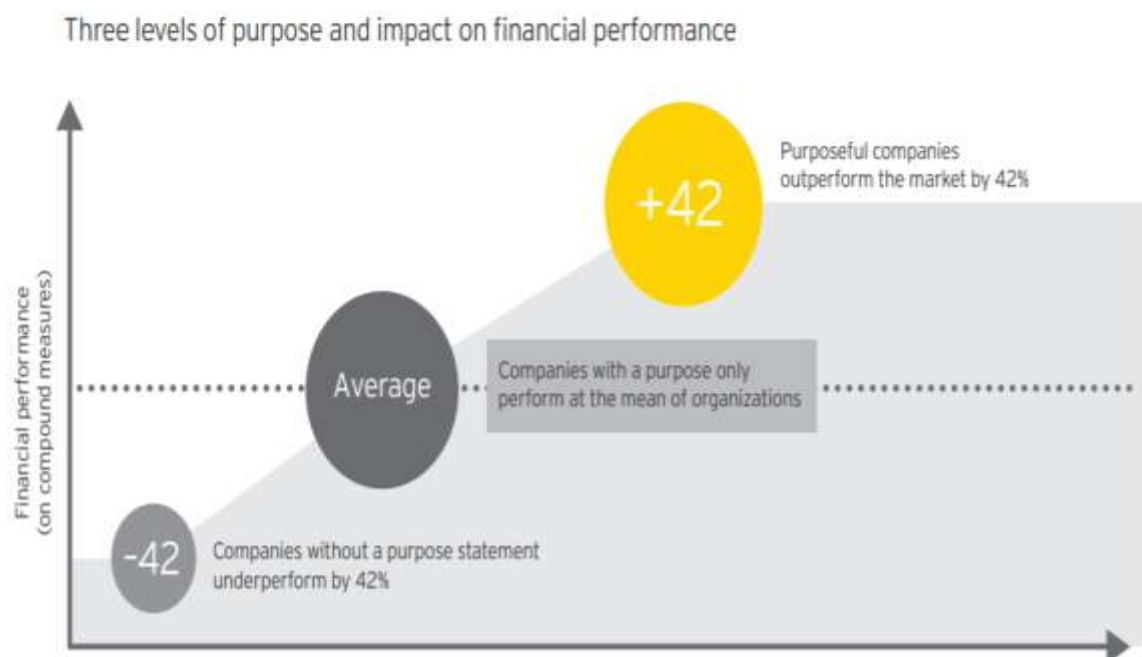 Three levels of purpose and impact on financial performance
+42
Purposeful companies
outperform the market by 42%
Average
Companies with a purpose only
perform at the mean of organizations
Financial performance
(on compound measures)
-42
Companies without a purpose statement
underperform by 42%